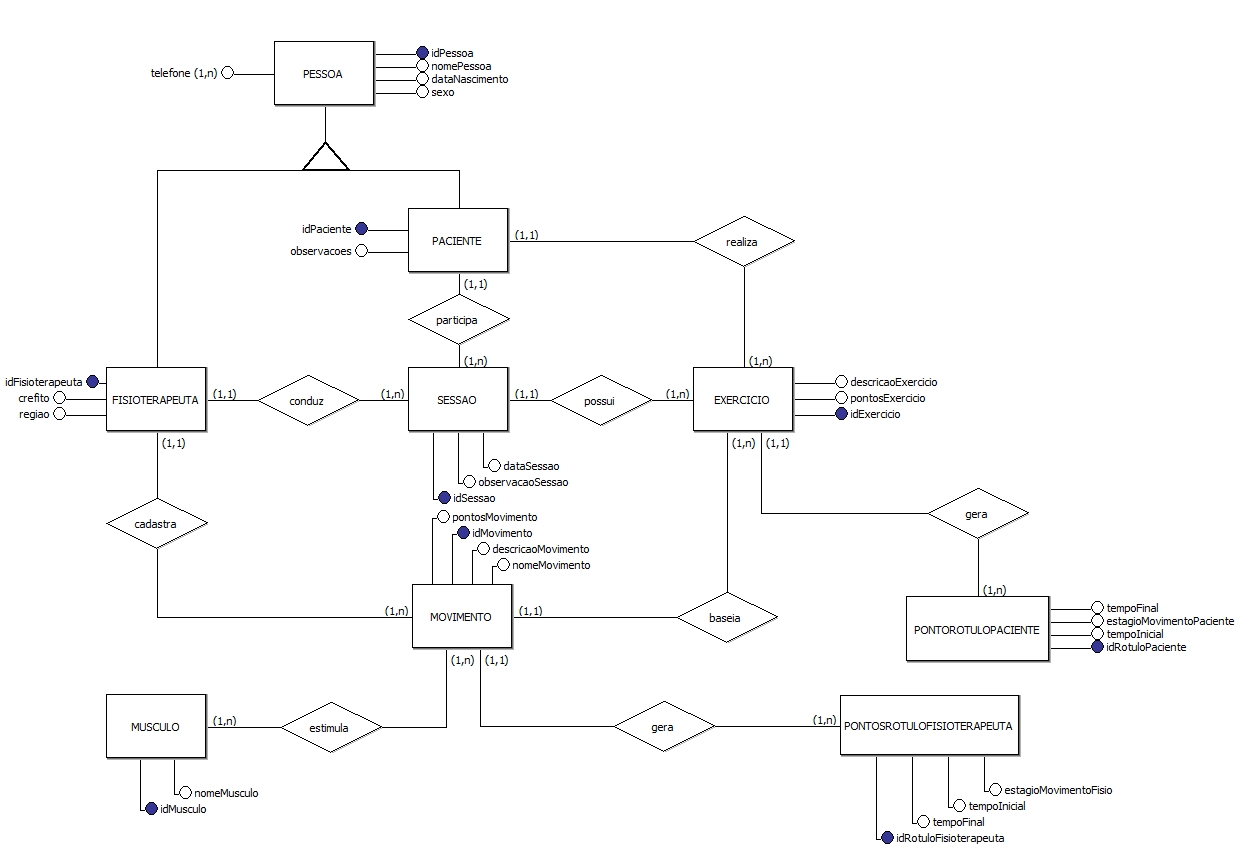 idPessoa
telefone (1,n)
PESSOA
nomePessoa
dataNascimento
sexo
idPaciente
observacoes
PACIENTE
(1,1)
realiza
(1,1)
participa
(1,n)
(1,n)
idFisioterapeuta
crefito
regiao
FISIOTERAPEUTA
(1,1)
conduz
(1,n)
SESSAO
(1,1)
possui
(1,n)
EXERCICIO
descricaoExercicio
pontosExercicio
idExercicio
(1,1)
(1,n)
(1,1)
dataSessao
observacaoSessao
idSessao
cadastra
pontosMovimento
idMovimento
descricaoMovimento
nomeMovimento
gera
(1,n)
(1,n)
MOVIMENTO
(1,1)
baseia
PONTOROTULOPACIENTE
tempoFinal
estagioMovimentoPaciente
tempoInicial
idRotuloPaciente
(1,n)
(1,1)
MUSCULO
(1,n)
estimula
gera
(1,n)
PONTOSROTULOFISIOTERAPEUTA
nomeMusculo
idMusculo
estagioMovimentoFisio
tempoInicial
tempoFinal
idRotuloFisioterapeuta